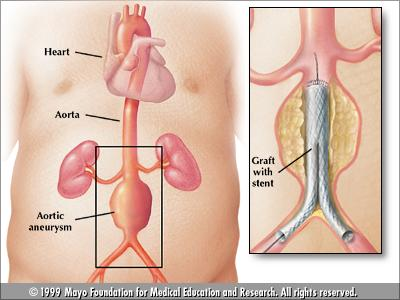 Heart
Aorta
Aortic
aneurysm
Graft
with
stent
© 1999 Mayo Foundation for Medical Education and Research. All rights reserved.